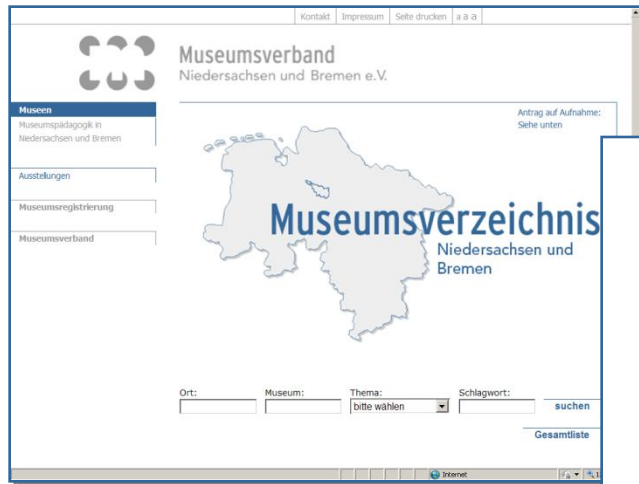 Kontakt Impressum Seite drucken a a a
Museumsverband
Niedersachsen und Bremen e.V.
Museen
Museumspädagogik in
Niedersachsen und Bremen
Ausstellungen
Museumsregistrierung
Museumsverband
Antrag auf Aufnahme:
Siehe unten
Museumsverzeichnis
Niedersachsen und
Bremen
Ort: Museum: Thema: Schlagwort:
bitte wählen suchen
Gesamtliste
Internet